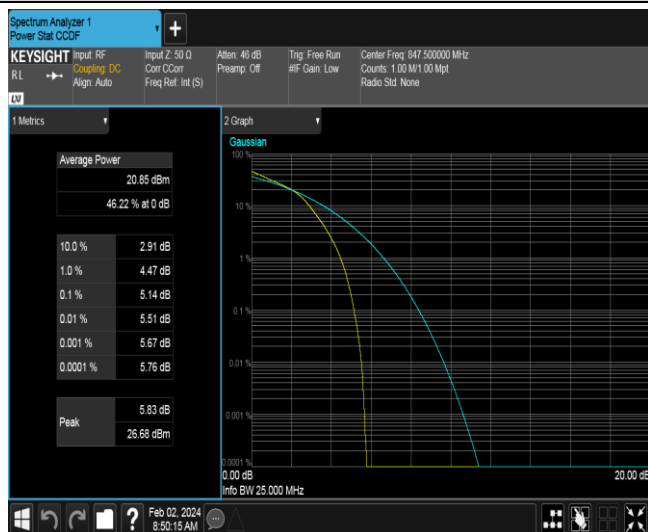 Spectrum Analyzer 1
Power Stat CCDF
+
KEYSIGHT Input: RF Input Z: 50 Ω Atten: 46 dB Trig: Free Run Center Freq: 847.500000 MHz
RL Coupling: DC Corr CCorr Preamp: Off #IF Gain: Low Counts: 1.00 M/1.00 Mpt
Align: Auto Freq Ref: Int (S) Radio Std: None
LXI
1 Metrics
Average Power
20.85 dBm
46.22 % at 0 dB
10.0 % 2.91 dB
1.0 % 4.47 dB
0.1 % 5.14 dB
0.01 % 5.51 dB
0.001 % 5.67 dB
0.0001 % 5.76 dB
Peak 5.83 dB
26.68 dBm
2 Graph
Gaussian
100 %
10 %
1 %
0.1 %
0.01 %
0.001 %
0.0001 %
0.00 dB 20.00 dB
Info BW 25.000 MHz
? Feb 02, 2024
8:50:15 AM